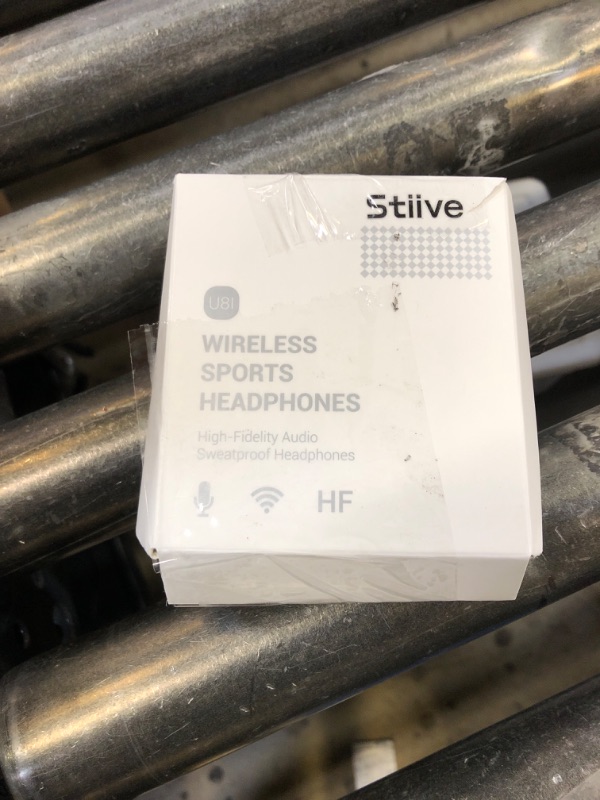 Stiive
U8I
WIRELESS
SPORTS
HEADPHONES
High-Fidelity Audio
Sweatproof Headphones
HF